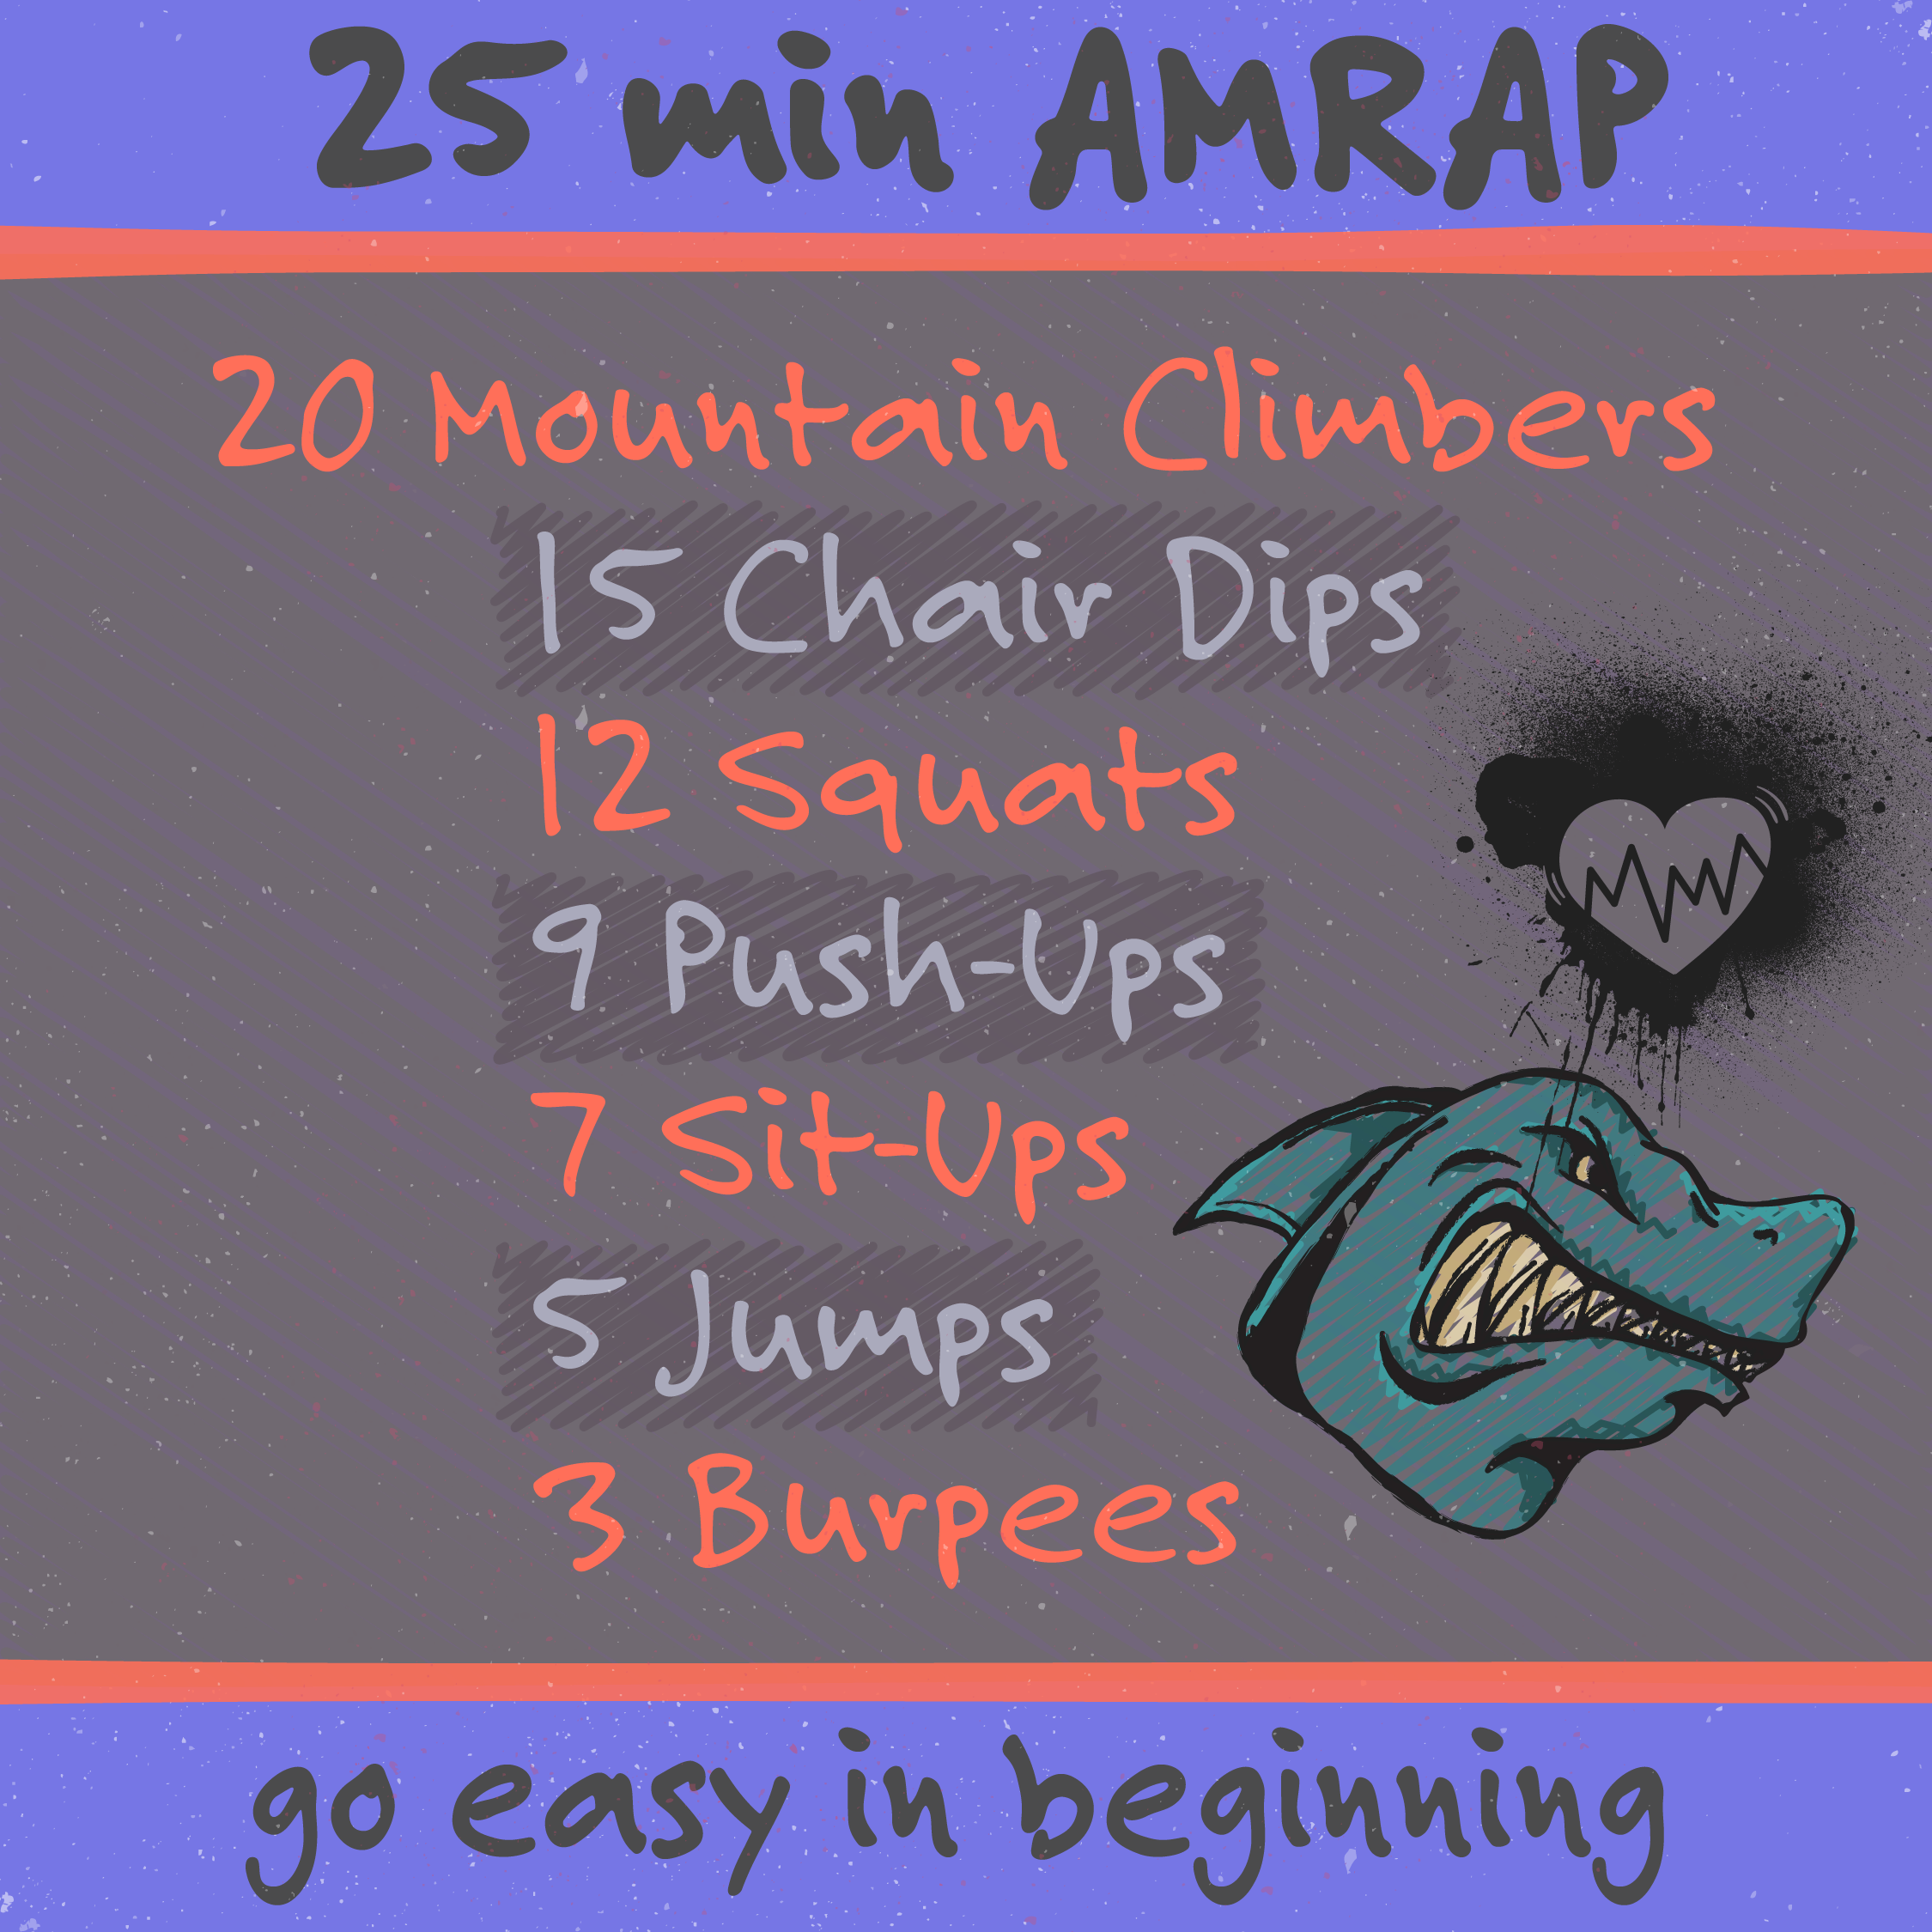 25 min AMRAP
20 Mountain Climbers
15 Chair Dips
12 Squats
9 Push-Ups
7 Sit-Ups
5 Jumps
3 Burpees
go easy in beginning